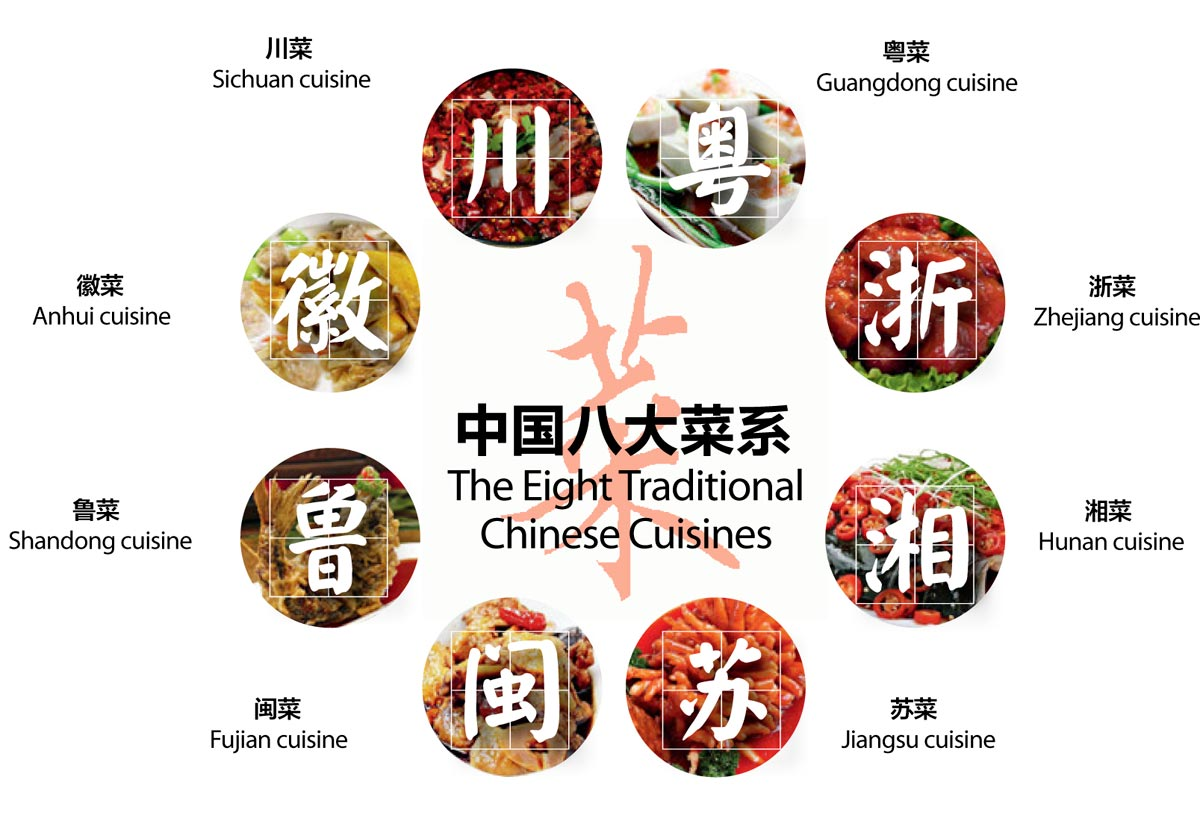 川菜
Sichuan cuisine
粤菜
Guangdong cuisine
川
粤
徽菜
Anhui cuisine
徽
浙
浙菜
Zhejiang cuisine
菜
中国八大菜系
The Eight Traditional
Chinese Cuisines
鲁菜
Shandong cuisine
鲁
湘
湘菜
Hunan cuisine
闽菜
Fujian cuisine
闽
苏
苏菜
Jiangsu cuisine